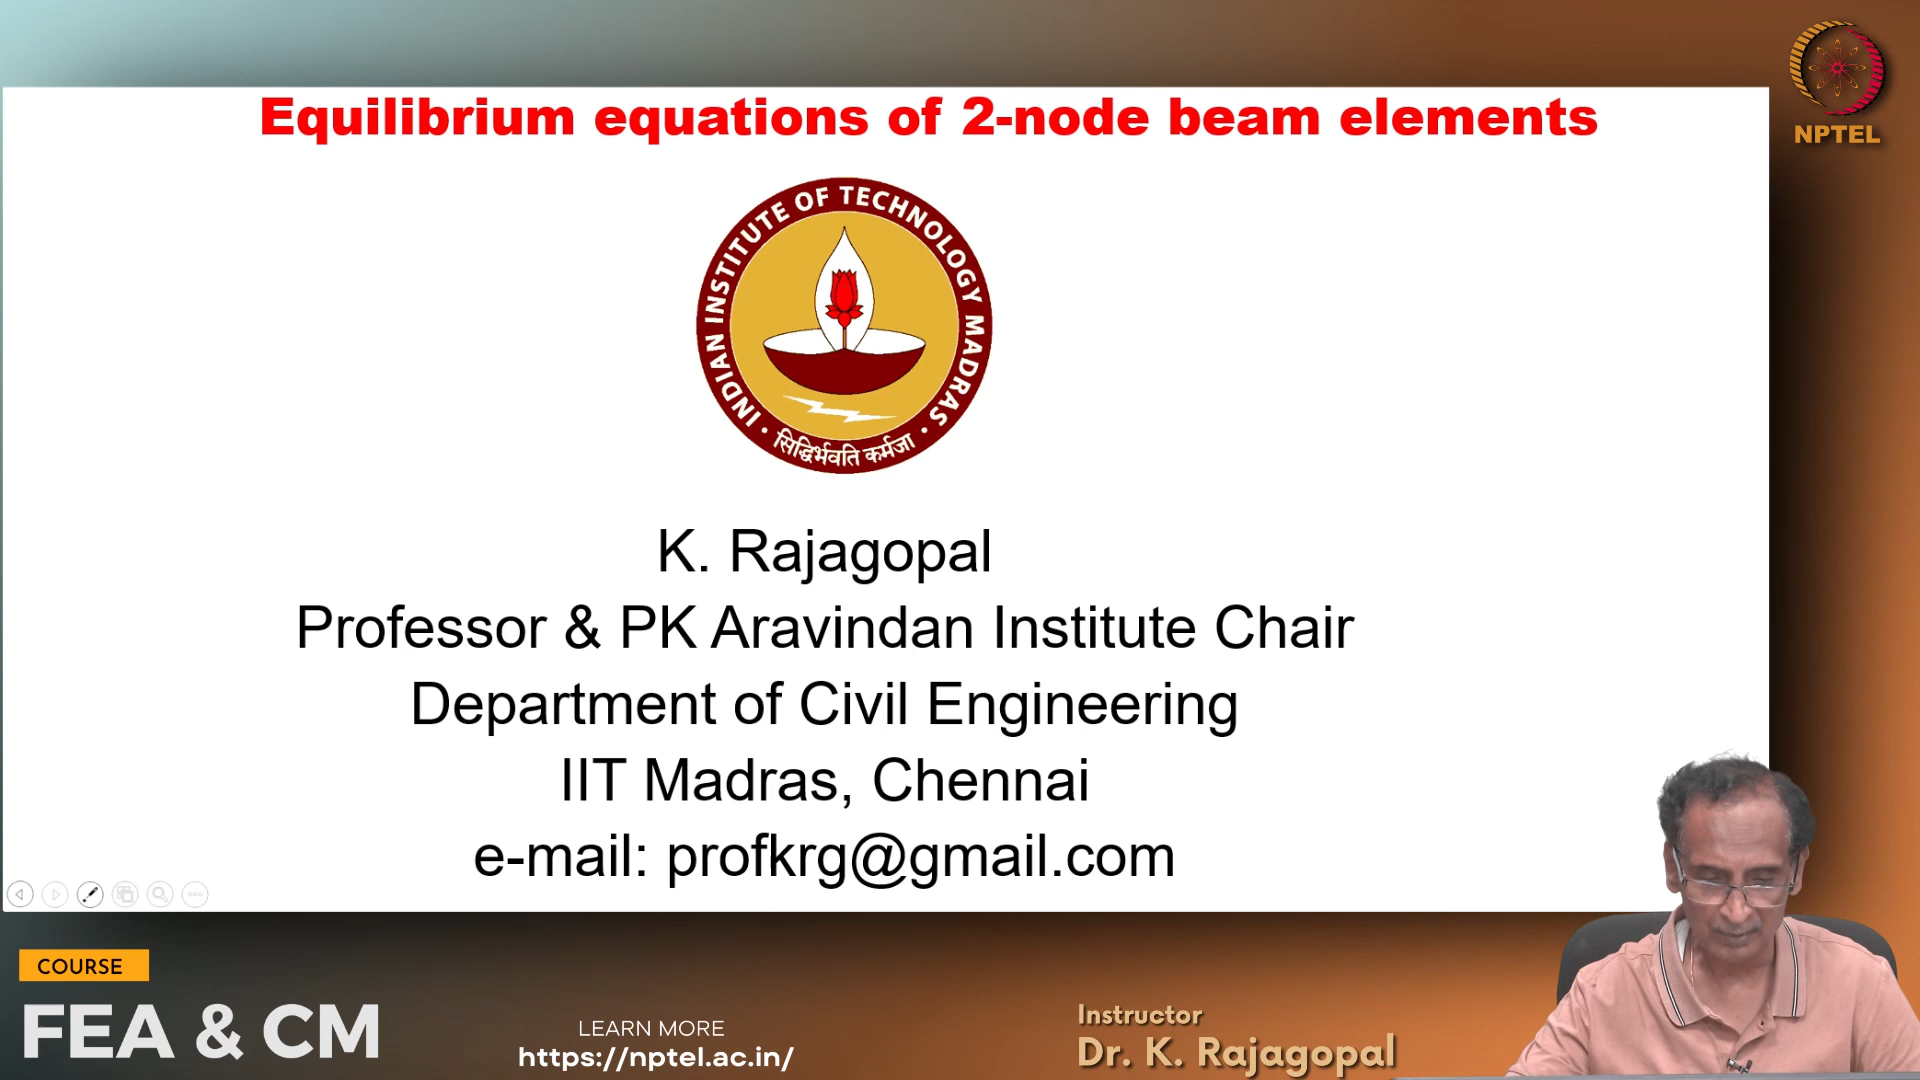 Equilibrium equations of 2-node beam elements
NPTEL
INDIAN INSTITUTE OF TECHNOLOGY MADRAS
सिद्धिर्भवति कर्मजा
K. Rajagopal
Professor & PK Aravindan Institute Chair
Department of Civil Engineering
IIT Madras, Chennai
e-mail: profkrg@gmail.com
COURSE
FEA & CM
LEARN MORE
https://nptel.ac.in/
Instructor
Dr. K. Rajagopal